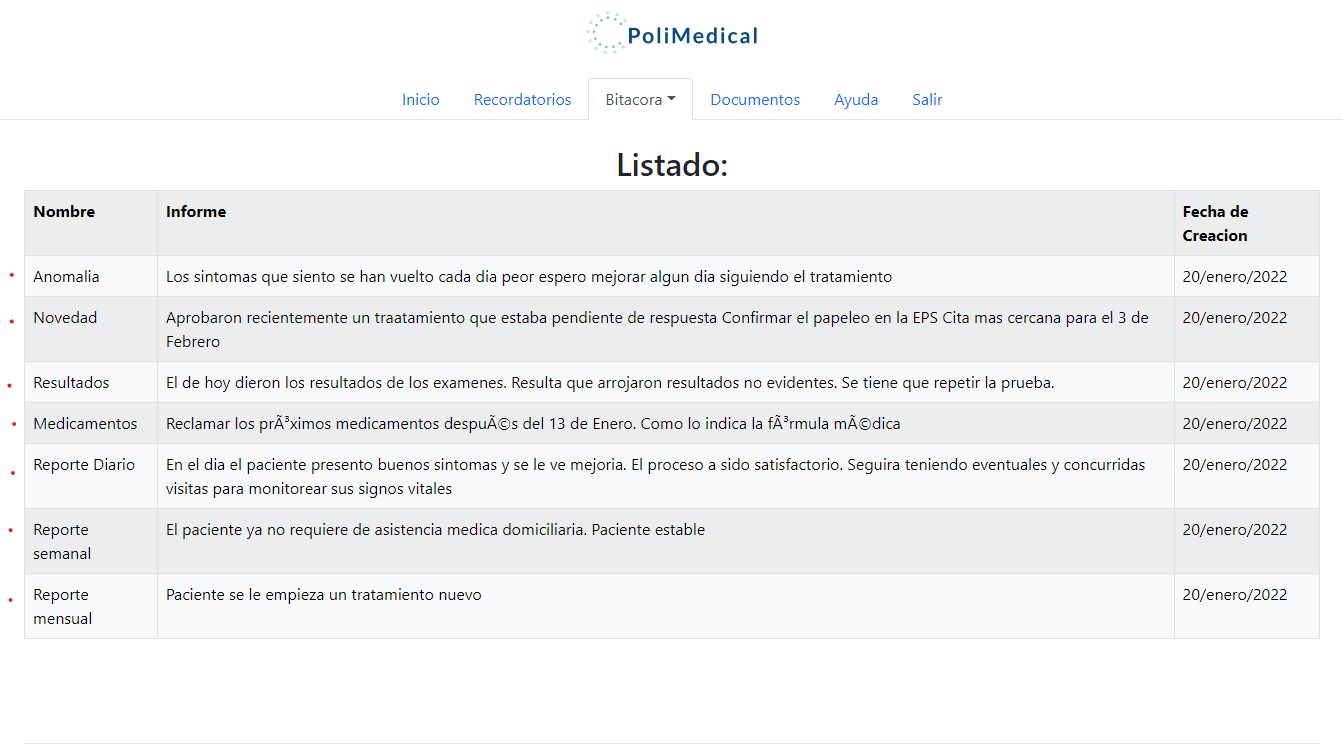 PoliMedical
Inicio Recordatorios Bitacora Documentos Ayuda Salir
Listado:
Nombre Informe Fecha de
Creacion
Anomalia Los sintomas que siento se han vuelto cada dia peor espero mejorar algun dia siguiendo el tratamiento 20/enero/2022
Novedad Aprobaron recientemente un traatamiento que estaba pendiente de respuesta Confirmar el papeleo en la EPS Cita mas cercana para el 3 de 20/enero/2022
Febrero
Resultados El de hoy dieron los resultados de los examenes. Resulta que arrojaron resultados no evidentes. Se tiene que repetir la prueba. 20/enero/2022
Medicamentos Reclamar los prÃ³ximos medicamentos despuÃ©s del 13 de Enero. Como lo indica la fÃ³rmula mÃ©dica 20/enero/2022
Reporte Diario En el dia el paciente presento buenos sintomas y se le ve mejoria. El proceso a sido satisfactorio. Seguira teniendo eventuales y concurridas 20/enero/2022
visitas para monitorear sus signos vitales
Reporte El paciente ya no requiere de asistencia medica domiciliaria. Paciente estable 20/enero/2022
semanal
Reporte Paciente se le empieza un tratamiento nuevo 20/enero/2022
mensual